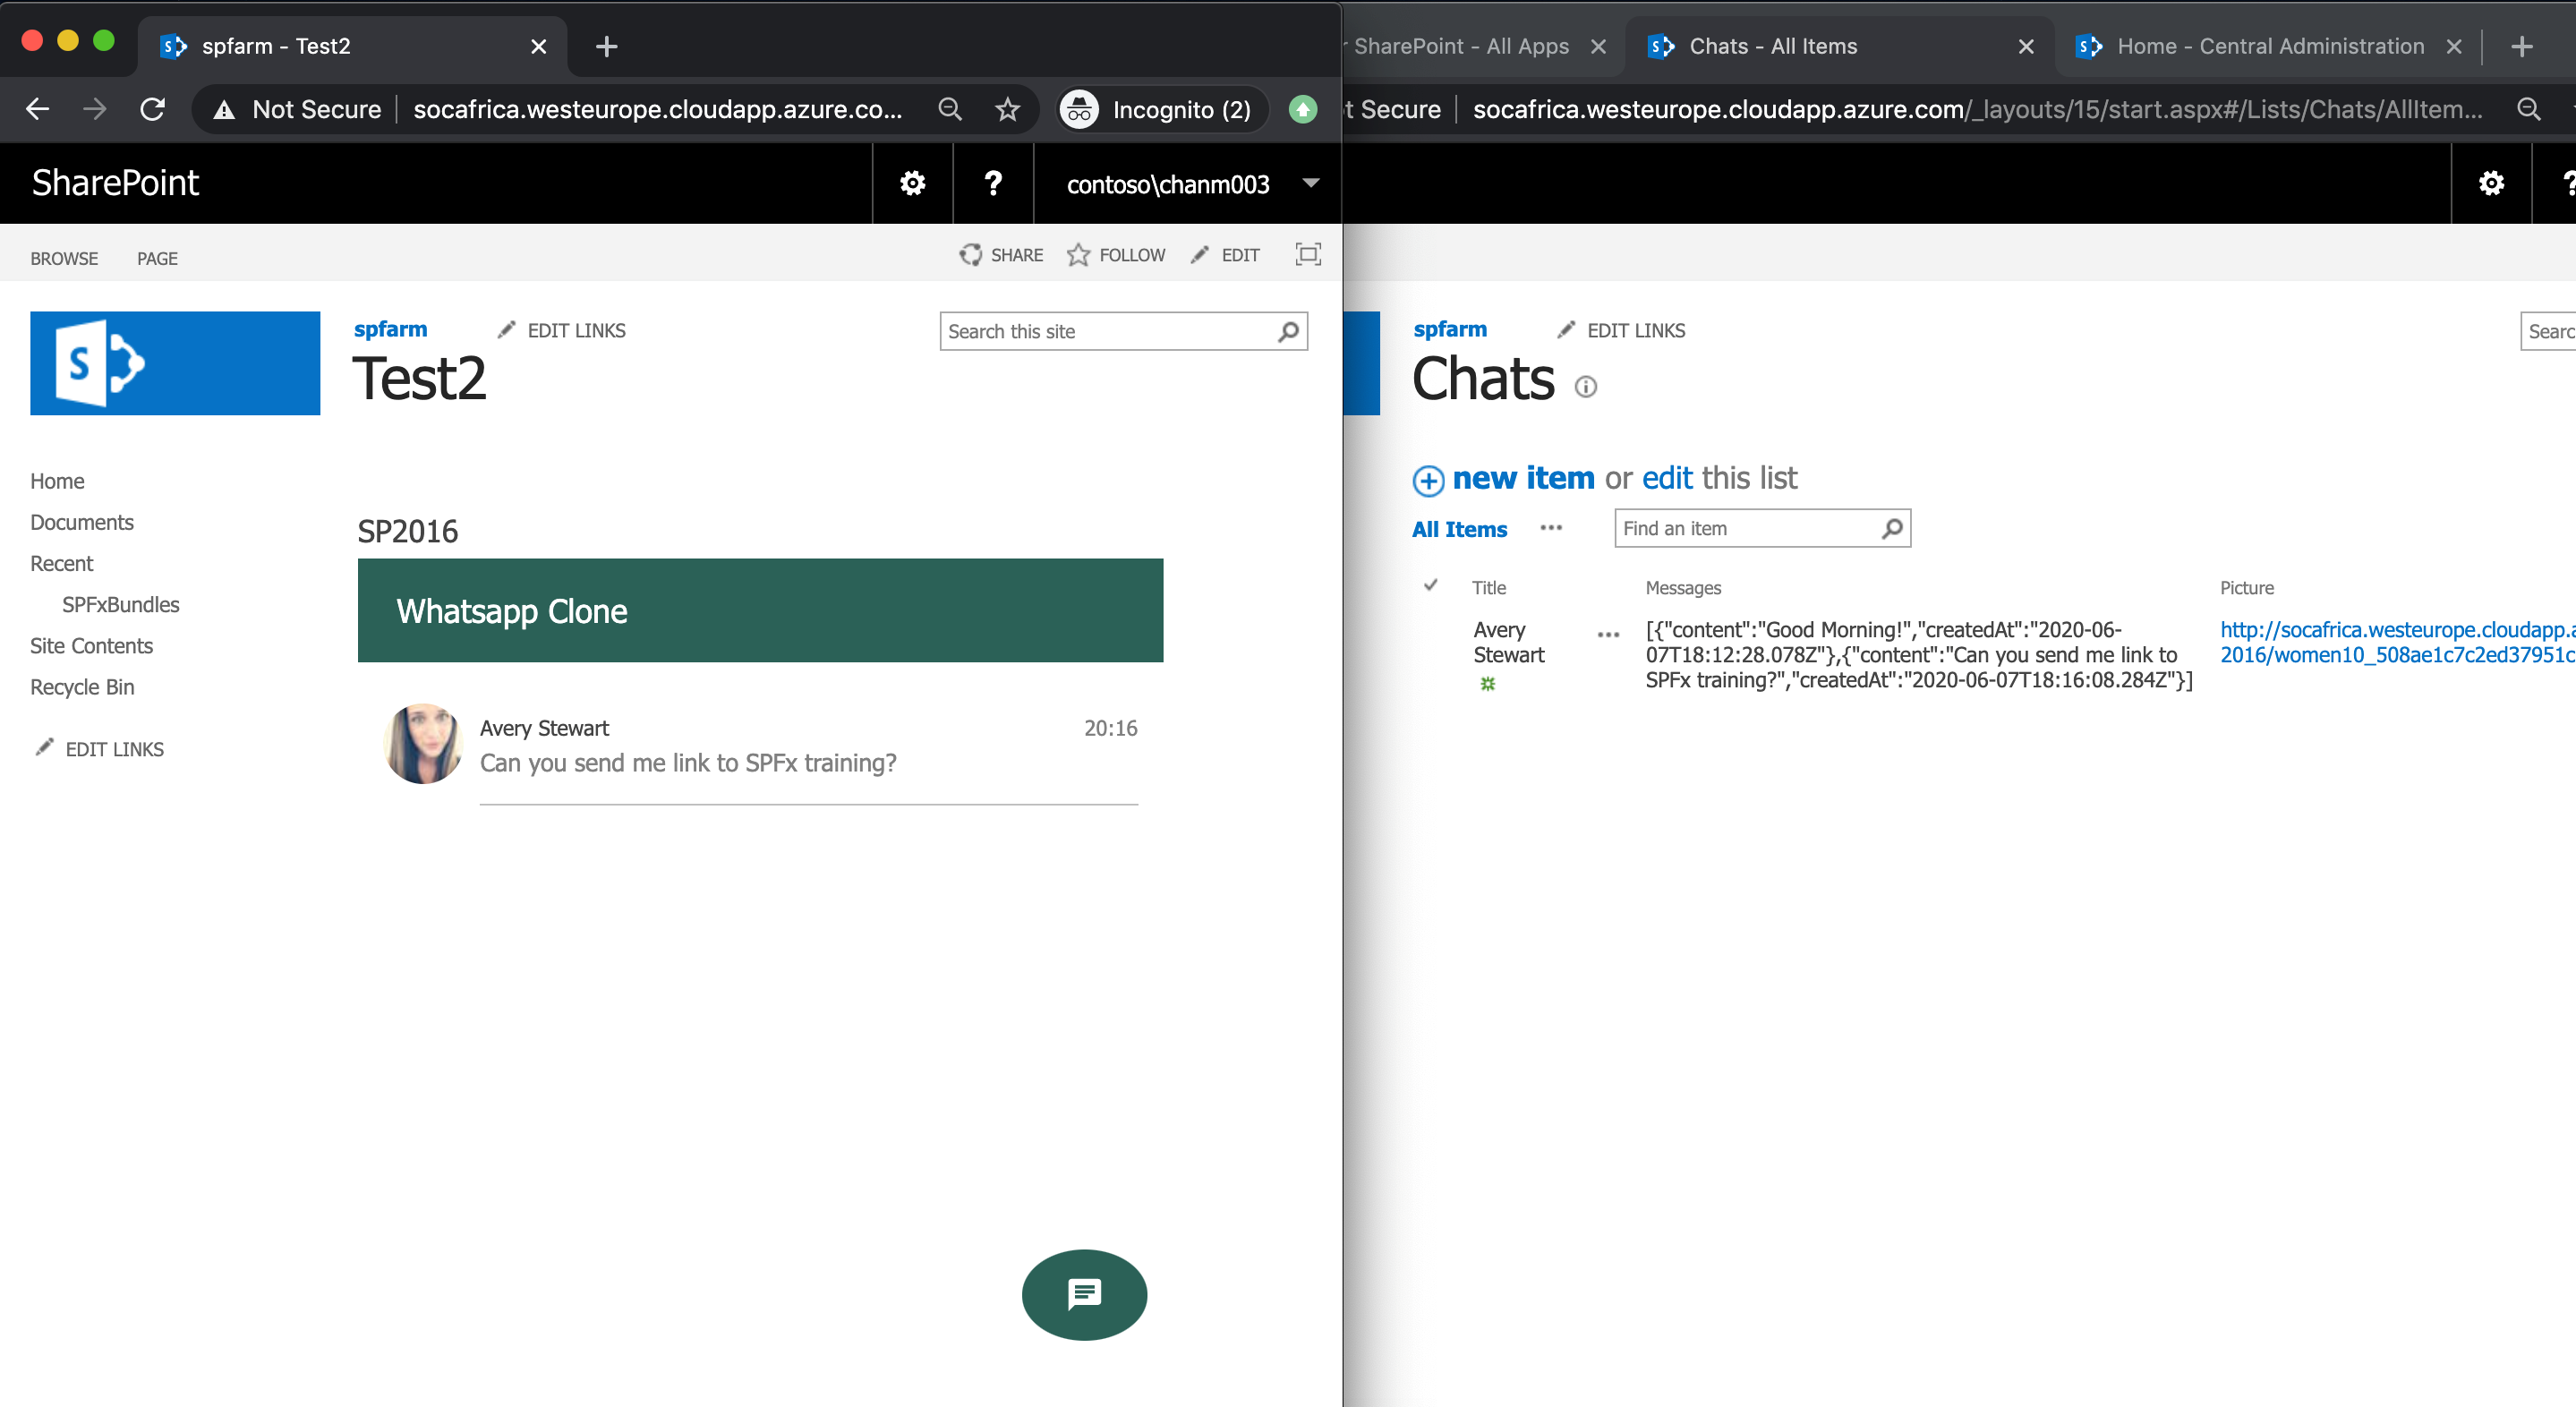 spfarm - Test2
SharePoint - All Apps
Chats - All Items
Home - Central Administration
Not Secure
socafrica.westeurope.cloudapp.azure.co...
Incognito (2)
t Secure
socafrica.westeurope.cloudapp.azure.com/_layouts/15/start.aspx#/Lists/Chats/AllItem...
SharePoint
?
contoso\chanm003
?
BROWSE
PAGE
SHARE
FOLLOW
EDIT
S
spfarm
EDIT LINKS
Test2
Search this site
Home
Documents
Recent
SPFxBundles
Site Contents
Recycle Bin
EDIT LINKS
SP2016
Whatsapp Clone
Avery Stewart
20:16
Can you send me link to SPFx training?
spfarm
EDIT LINKS
Chats
Searc
new item or edit this list
All Items
...
Find an item
Title
Messages
Picture
Avery
Stewart
...
[{"content":"Good Morning!","createdAt":"2020-06-
07T18:12:28.078Z"},{"content":"Can you send me link to
SPFx training?","createdAt":"2020-06-07T18:16:08.284Z"}]
http://socafrica.westeurope.cloudapp.a
2016/women10_508ae1c7c2ed37951c